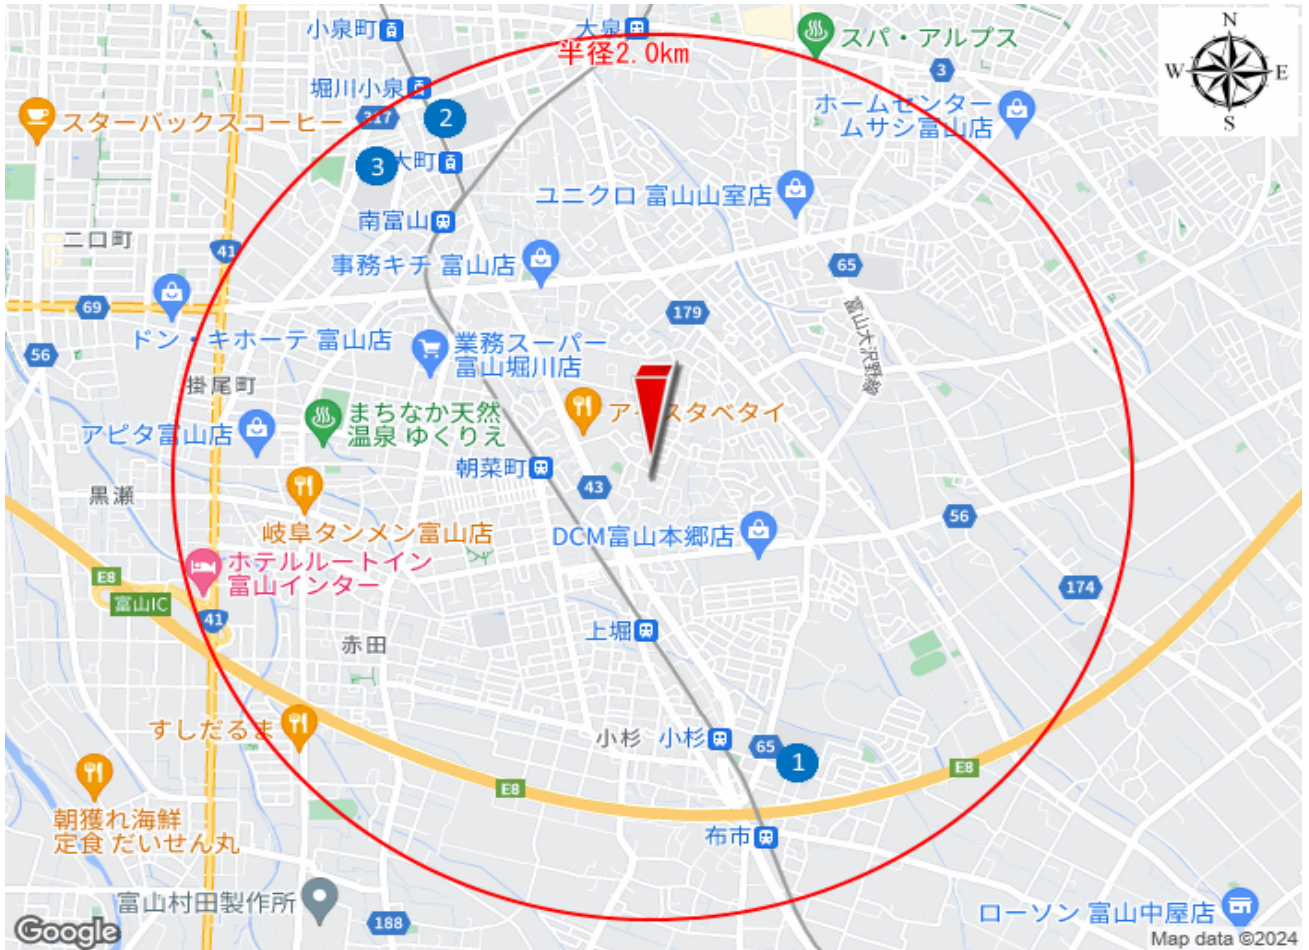 小泉町
大泉
半径2.0km
スパ・アルプス
N
W
E
S
3
堀川小泉
317
2
ホームセンター
ムサシ富山店
スターバックスコーヒー
3
大町
ユニクロ 富山山室店
南富山
二口町
41
事務キチ 富山店
65
69
179
富山大沢野線
ドン・キホーテ 富山店
56
業務スーパー
富山堀川店
掛尾町
まちなか天然
温泉 ゆくりえ
アピタ富山店
朝菜町
43
黒瀬
56
岐阜タンメン富山店
DCM富山本郷店
ホテルルートイン
富山インター
E8
富山IC
174
41
上堀
赤田
すしだるま
小杉
小杉
65
1
E8
E8
朝獲れ海鮮
定食 だいせん丸
布市
富山村田製作所
188
ローソン 富山中屋店
Google
Map data ©2024